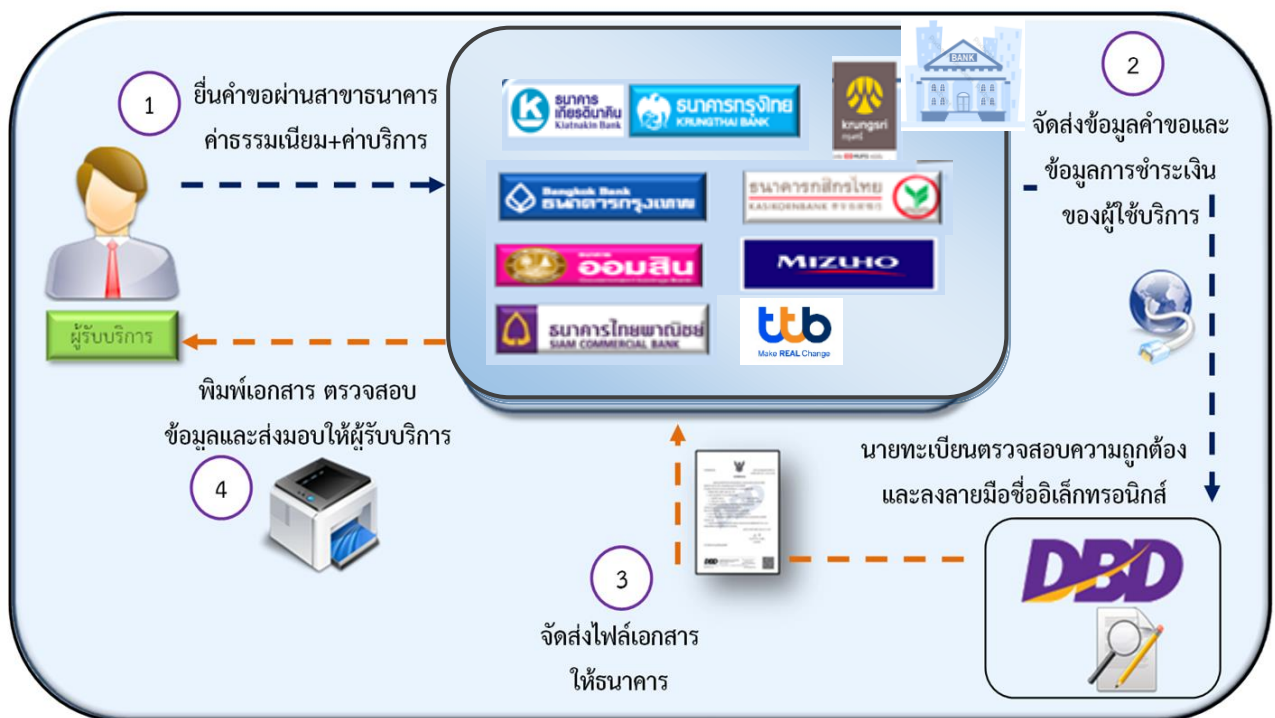 1
ยื่นคำขอผ่านสาขาธนาคาร
ค่าธรรมเนียม+ค่าบริการ
ธนาคาร
เกียรตินาคิน
Kiatnakin Bank
ธนาคารกรุงไทย
KRUNGTHAI BANK
krungsri
กรุงศรี
BANK
Bangkok Bank
ธนาคารกรุงเทพ
ธนาคารกสิกรไทย
KASIKORNBANK
ธนาคาร
ออมสิน
MIZUHO
ธนาคารไทยพาณิชย์
SIAM COMMERCIAL BANK
ttb
Make REAL Change
2
จัดส่งข้อมูลคำขอและ
ข้อมูลการชำระเงิน
ของผู้ใช้บริการ
ผู้รับบริการ
พิมพ์เอกสาร ตรวจสอบ
ข้อมูลและส่งมอบให้ผู้รับบริการ
4
นายทะเบียนตรวจสอบความถูกต้อง
และลงลายมือชื่ออิเล็กทรอนิกส์
DBD
3
จัดส่งไฟล์เอกสาร
ให้ธนาคาร